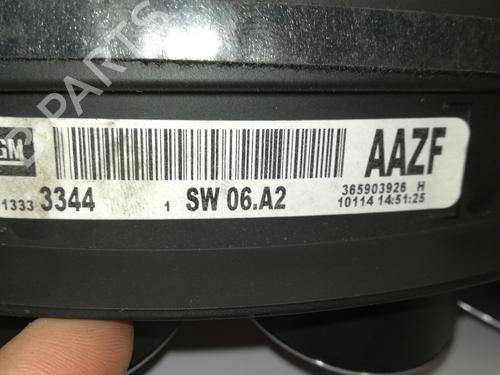 GM
AAZF
1333 3344 1 SW 06.A2
365903926 H
10114 14:51:25
B-PARTS